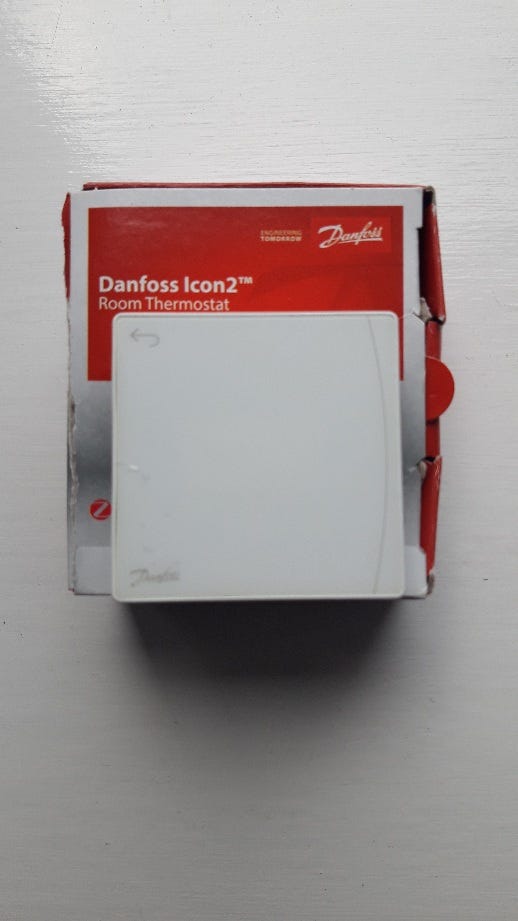 ENGINEERING
TOMORROW
Danfoss
Danfoss Icon2™
Room Thermostat
Danfoss